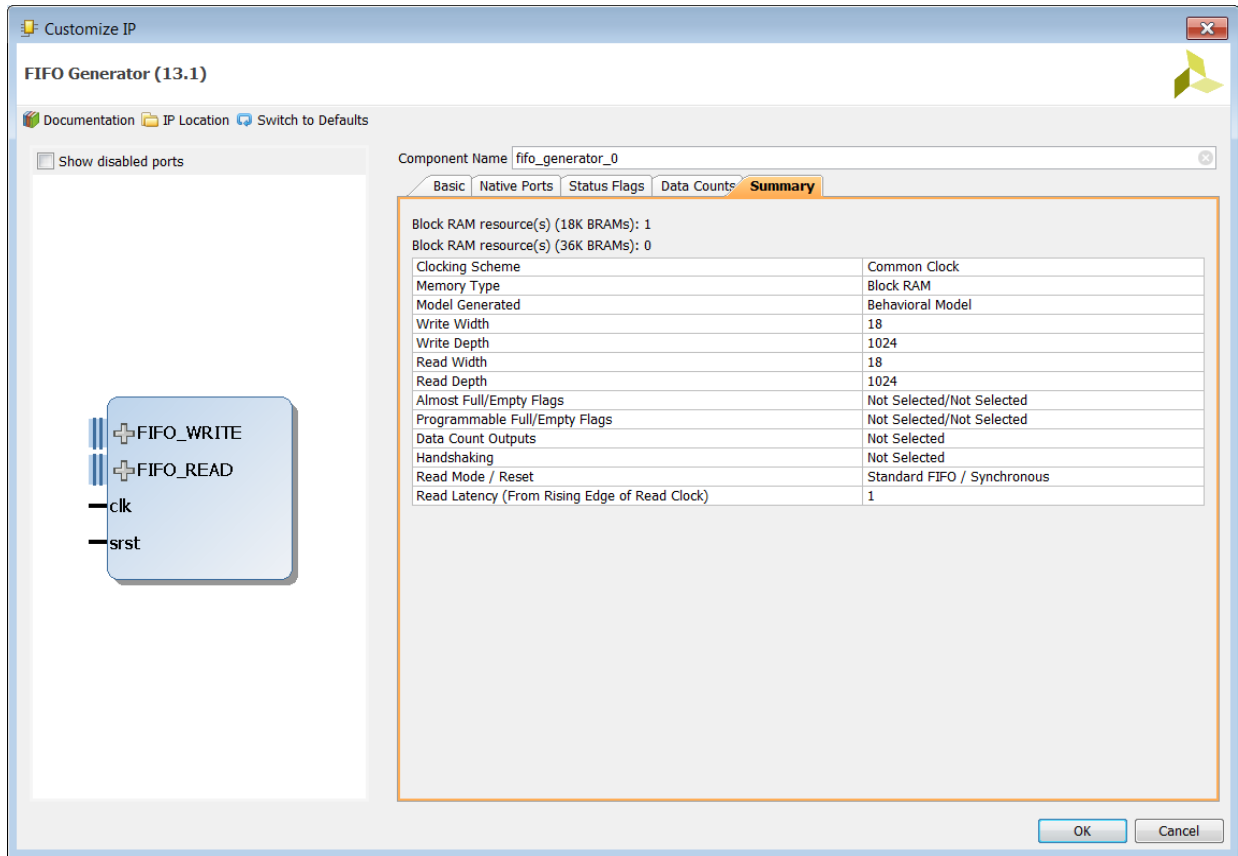 Customize IP
FIFO Generator (13.1)
Documentation IP Location Switch to Defaults
Show disabled ports
FIFO_WRITE
FIFO_READ
clk
srst
Component Name fifo_generator_0
Basic Native Ports Status Flags Data Counts Summary
Block RAM resource(s) (18K BRAMs): 1
Block RAM resource(s) (36K BRAMs): 0
Clocking Scheme Common Clock
Memory Type Block RAM
Model Generated Behavioral Model
Write Width 18
Write Depth 1024
Read Width 18
Read Depth 1024
Almost Full/Empty Flags Not Selected/Not Selected
Programmable Full/Empty Flags Not Selected/Not Selected
Data Count Outputs Not Selected
Handshaking Not Selected
Read Mode / Reset Standard FIFO / Synchronous
Read Latency (From Rising Edge of Read Clock) 1
OK Cancel